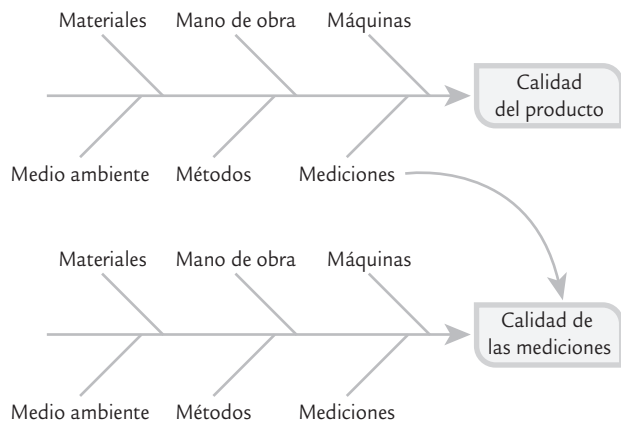 Materiales Mano de obra Máquinas
Calidad
del producto
Medio ambiente Métodos Mediciones
Materiales Mano de obra Máquinas
Calidad de
las mediciones
Medio ambiente Métodos Mediciones